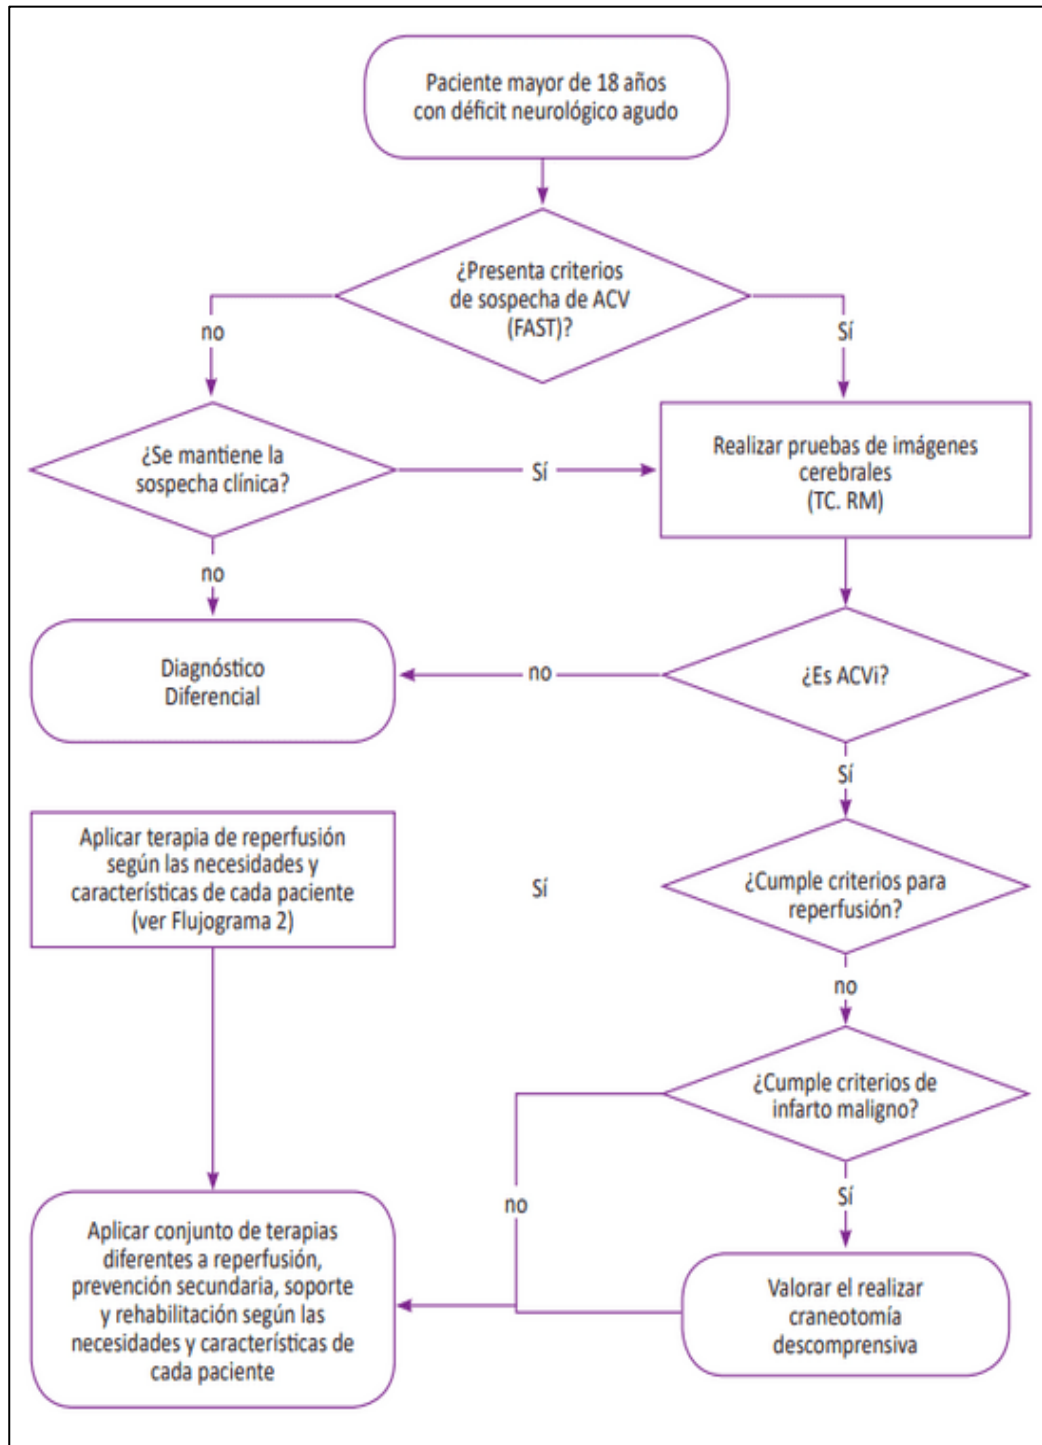 Paciente mayor de 18 años
con déficit neurológico agudo
¿Presenta criterios
de sospecha de ACV
(FAST)?
no
Sí
¿Se mantiene la
sospecha clínica?
Sí
Realizar pruebas de imágenes
cerebrales
(TC. RM)
no
Diagnóstico
Diferencial
no
¿Es ACVi?
Sí
Aplicar terapia de reperfusión
según las necesidades y
características de cada paciente
(ver Flujograma 2)
Sí
¿Cumple criterios para
reperfusión?
no
¿Cumple criterios de
infarto maligno?
no
Sí
Aplicar conjunto de terapias
diferentes a reperfusión,
prevención secundaria, soporte
y rehabilitación según las
necesidades y características de
cada paciente
Valorar el realizar
craneotomía
descomprensiva